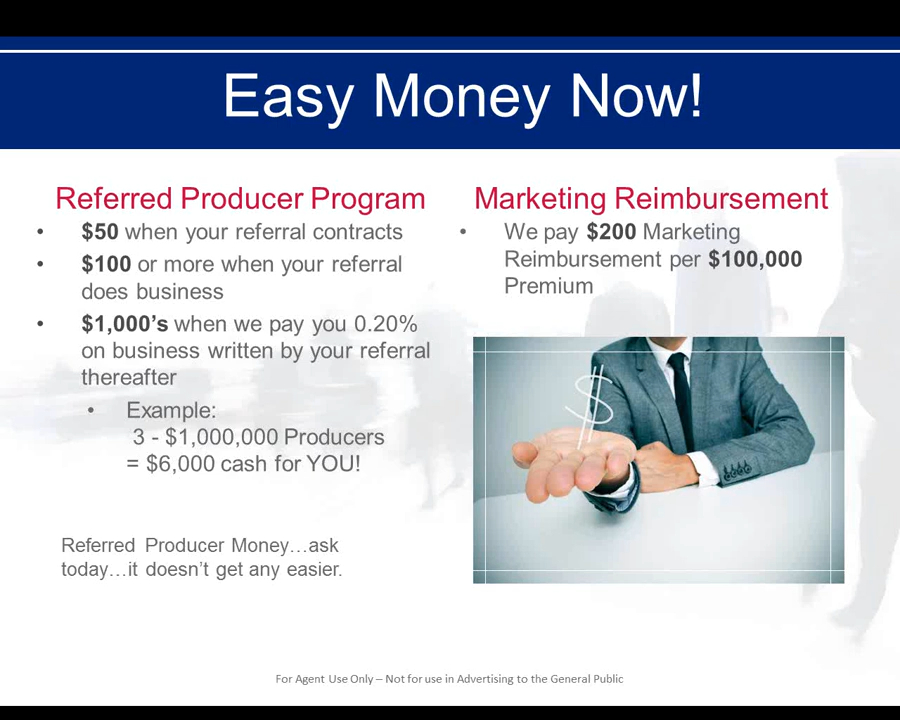 Easy Money Now!
Referred Producer Program
• $50 when your referral contracts
• $100 or more when your referral
does business
• $1,000’s when we pay you 0.20%
on business written by your referral
thereafter
• Example:
3 - $1,000,000 Producers
= $6,000 cash for YOU!
Referred Producer Money…ask
today…it doesn’t get any easier.
Marketing Reimbursement
• We pay $200 Marketing
Reimbursement per $100,000
Premium
$
For Agent Use Only – Not for use in Advertising to the General Public